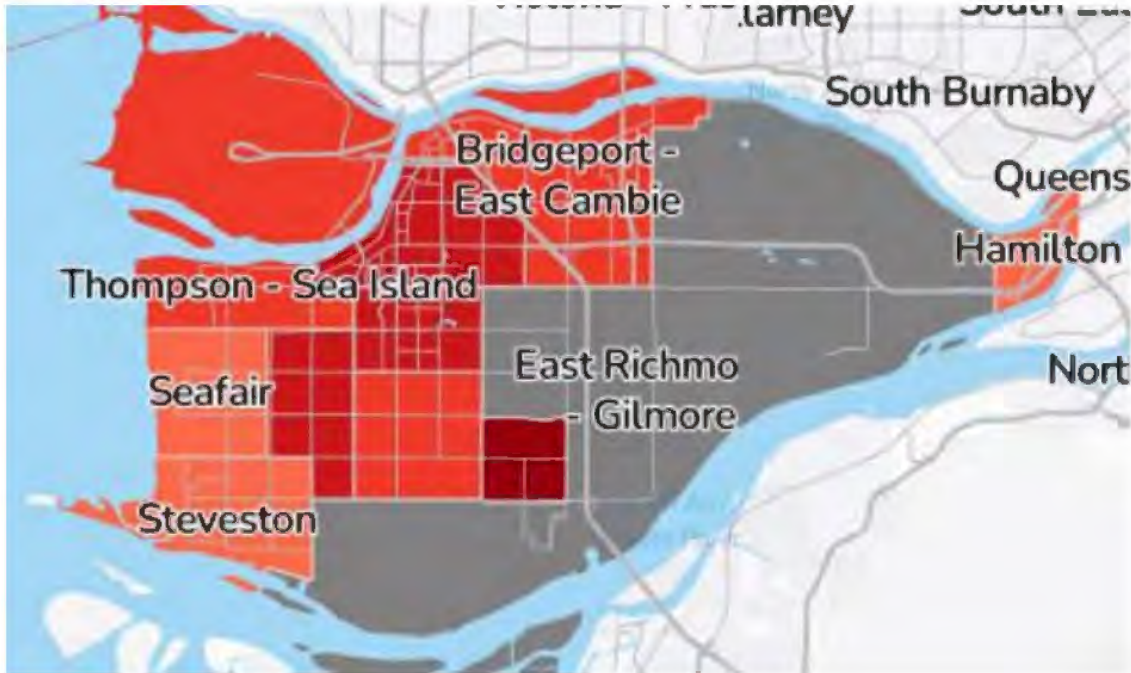 .larney
South Burnaby
Bridgeport -
East Cambie
Queens
Hamilton
Thompson - Sea Island
East Richmo
- Gilmore
Seafair
Nort
Steveston